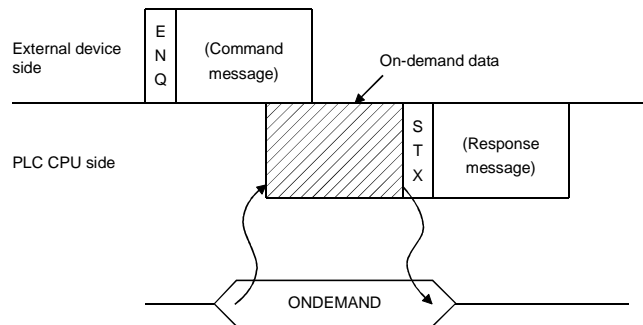 External device
side
E
N
Q
(Command
message)
On-demand data
PLC CPU side
S
T
X
(Response
message)
ONDEMAND